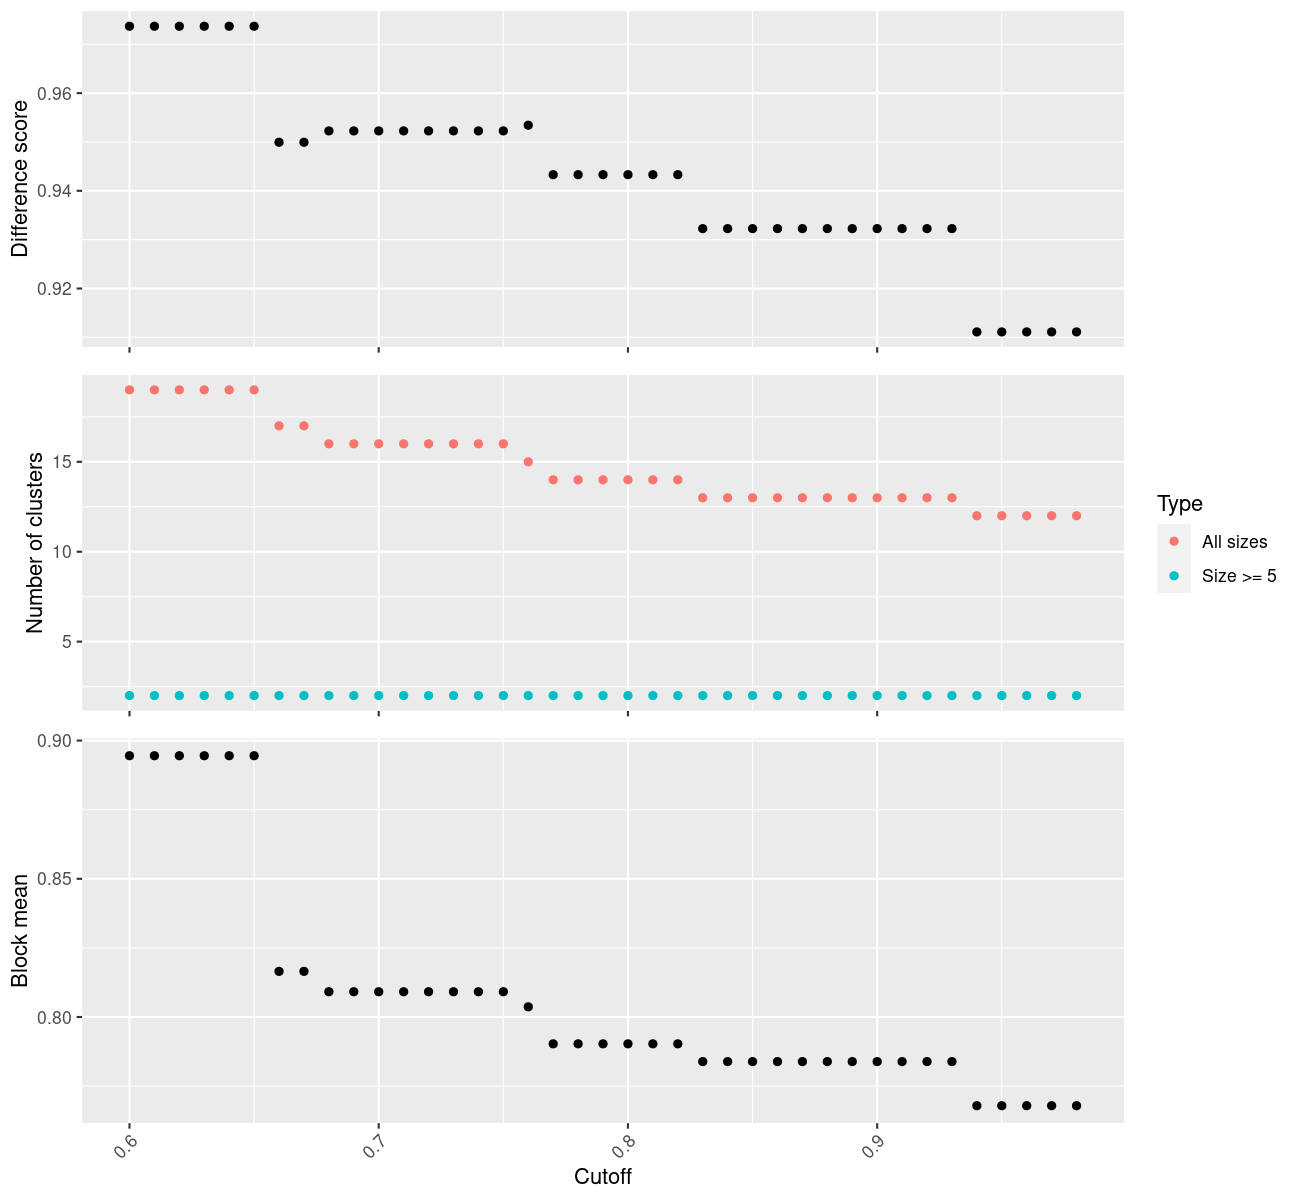 Difference score
0.96
0.94
0.92
Number of clusters
15
10
5
Type
All sizes
Size >= 5
Block mean
0.90
0.85
0.80
0.6
0.7
0.8
0.9
Cutoff